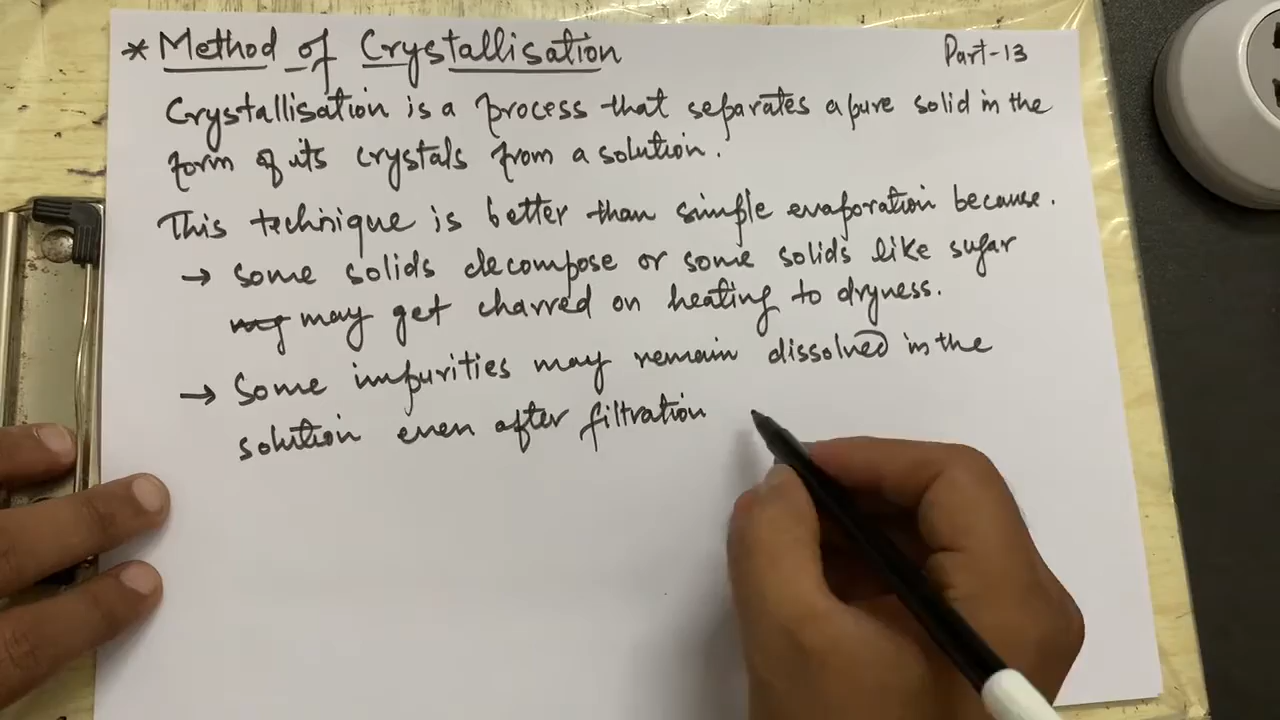 * Method of Crystallisation
Part-13
Crystallisation is a process that separates a pure solid in the
form of its crystals from a solution.
This technique is better than simple evaporation because.
→ Some solids decompose or some solids like sugar
may get charred on heating to dryness.
→ Some impurities may remain dissolved in the
solution even after filtration